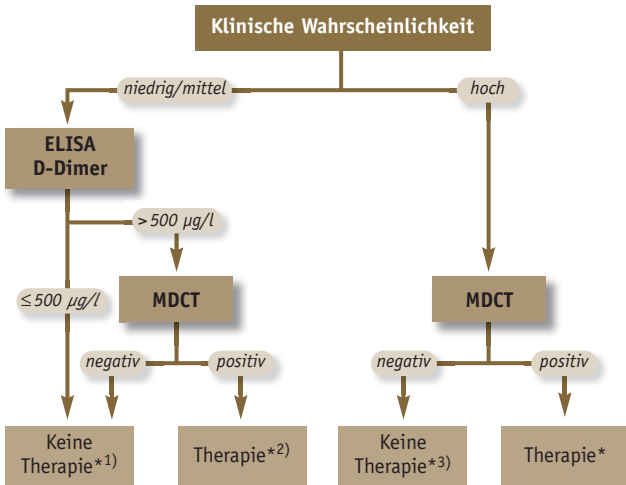 Klinische Wahrscheinlichkeit
niedrig/mittel
hoch
ELISA
D-Dimer
>500 µg/l
≤500 µg/l
MDCT
MDCT
negativ
positiv
negativ
positiv
Keine
Therapie*1)
Therapie*2)
Keine
Therapie*3)
Therapie*